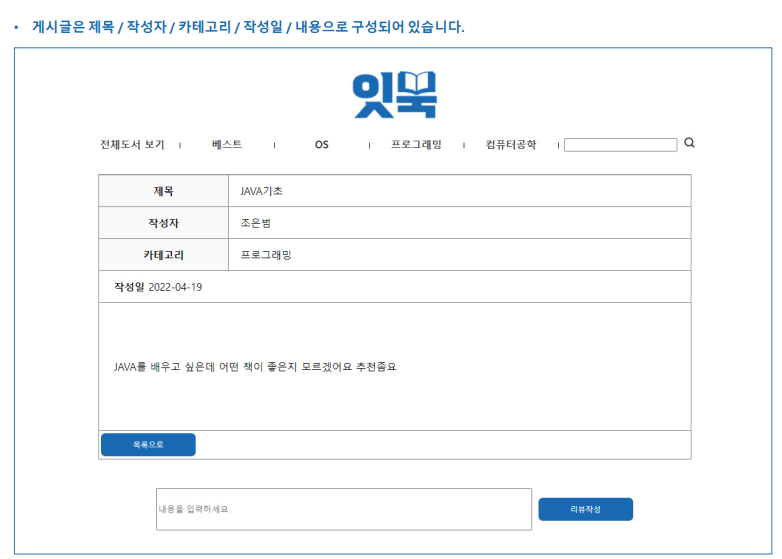 • 게시글은 제목 / 작성자 / 카테고리 / 작성일 / 내용으로 구성되어 있습니다.
잇북
전체도서 보기 | 베스트 | OS | 프로그래밍 | 컴퓨터공학 |
제목 JAVA기초
작성자 조은범
카테고리 프로그래밍
작성일 2022-04-19
JAVA를 배우고 싶은데 어떤 책이 좋은지 모르겠어요 추천좀요
목록으로
내용을 입력하세요. 리뷰작성